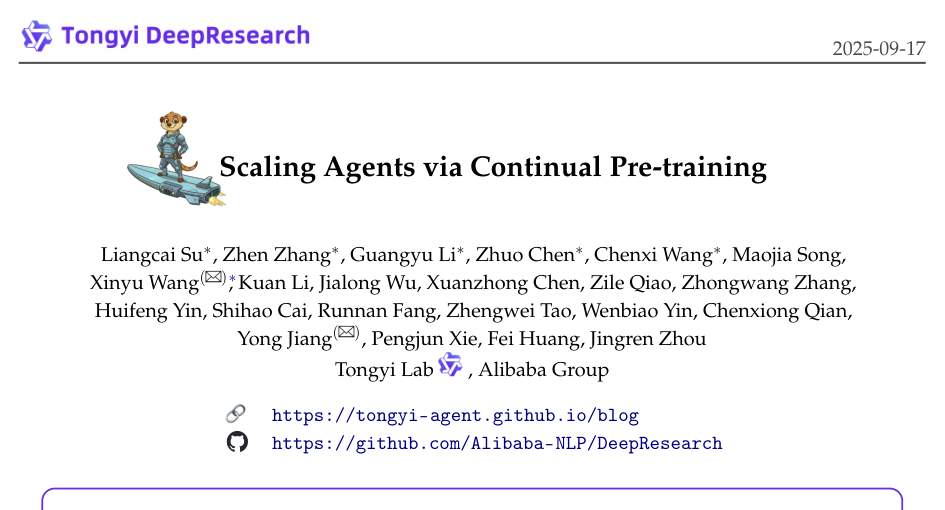 Tongyi DeepResearch
2025-09-17
Scaling Agents via Continual Pre-training
Liangcai Su*, Zhen Zhang*, Guangyu Li*, Zhuo Chen*, Chenxi Wang*, Maojia Song,
Xinyu Wang(✉)*, Kuan Li, Jialong Wu, Xuanzhong Chen, Zile Qiao, Zhongwang Zhang,
Huifeng Yin, Shihao Cai, Runnan Fang, Zhengwei Tao, Wenbiao Yin, Chenxiong Qian,
Yong Jiang(✉), Pengjun Xie, Fei Huang, Jingren Zhou
Tongyi Lab , Alibaba Group
https://tongyi-agent.github.io/blog
https://github.com/Alibaba-NLP/DeepResearch